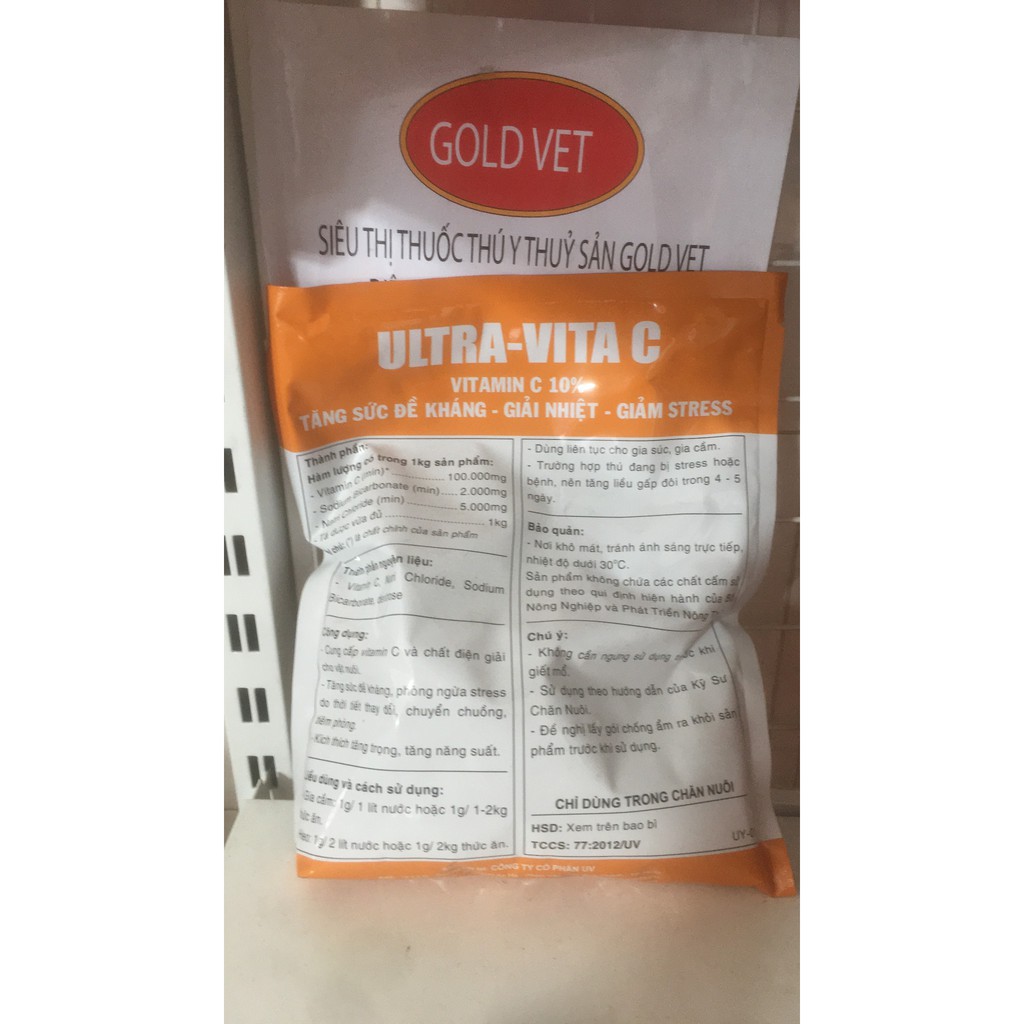 GOLD VET
SIÊU THỊ THUỐC THÚ Y THUỶ SẢN GOLD VET
ULTRA-VITA C
VITAMIN C 10%
TĂNG SỨC ĐỀ KHÁNG - GIẢI NHIỆT - GIẢM STRESS
Thành phần:
Hàm lượng có trong 1kg sản phẩm:
- Vitamin C (min)* 100.000mg
- Sodium Bicarbonate (min) 2.000mg
- Natri Chloride (min) 5.000mg
- Tá dược vừa đủ 1kg
(*) là chất chính của sản phẩm
Thành phần nguyên liệu:
- Vitamin C, Natri Chloride, Sodium
Bicarbonate,
Công dụng:
- Cung cấp vitamin C và chất điện giải
cho vật nuôi.
- Tăng sức đề kháng, phòng ngừa stress
do thời tiết thay đổi, chuyển chuồng,
tiêm phòng.
- Kích thích tăng trọng, tăng năng suất.
Liều dùng và cách sử dụng:
Gia cầm: 1g/ 1 lít nước hoặc 1g/ 1-2kg
thức ăn.
Heo: 1g/ 2 lít nước hoặc 1g/ 2kg thức ăn.
- Dùng liên tục cho gia súc, gia cầm.
- Trường hợp thú đang bị stress hoặc
bệnh, nên tăng liều gấp đôi trong 4 - 5
ngày.
Bảo quản:
- Nơi khô mát, tránh ánh sáng trực tiếp,
nhiệt độ dưới 30°C.
Sản phẩm không chứa các chất cấm sử
dụng theo qui định hiện hành của Bộ
Nông Nghiệp và Phát Triển Nông
Chú ý:
- Không cần ngưng sử dụng trước khi
giết mổ.
- Sử dụng theo hướng dẫn của Kỹ Sư
Chăn Nuôi.
- Đề nghị lấy gói chống ẩm ra khỏi sản
phẩm trước khi sử dụng.
CHỈ DÙNG TRONG CHĂN NUÔI
HSD: Xem trên bao bì
TCCS: 77:2012/UV
CÔNG TY CỔ PHẦN UV